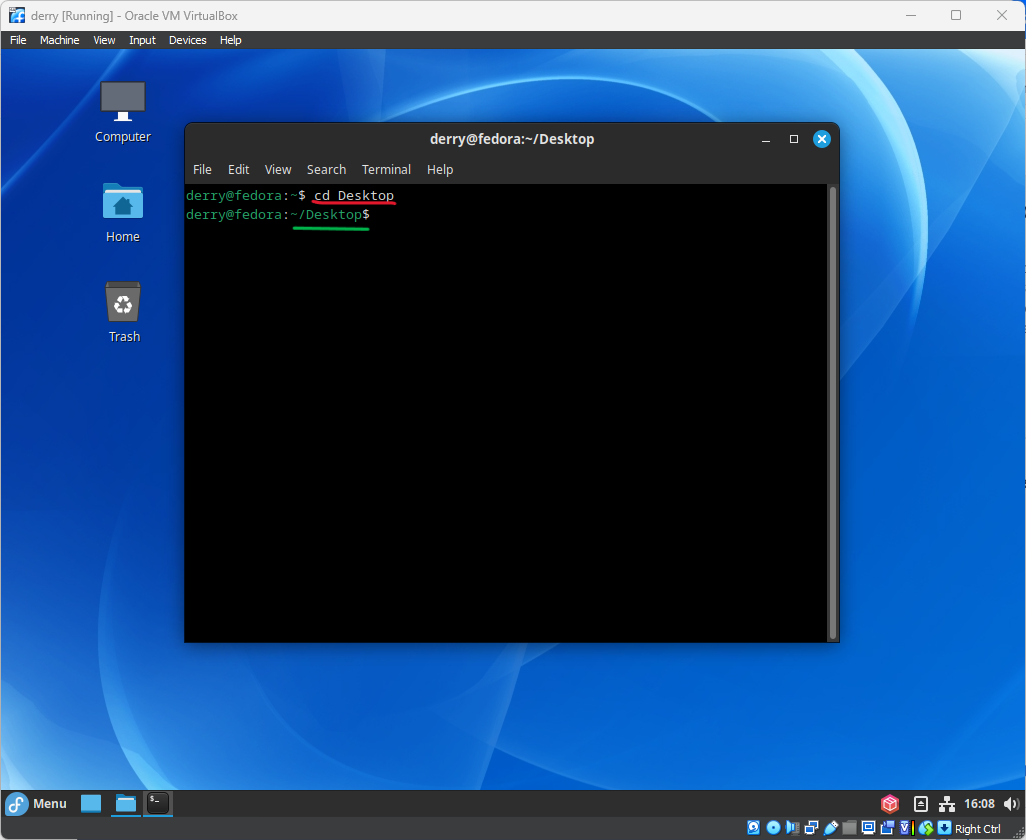 derry [Running] - Oracle VM VirtualBox
File Machine View Input Devices Help
Computer
Home
Trash
derry@fedora:~/Desktop
File Edit View Search Terminal Help
derry@fedora:~$ cd Desktop
derry@fedora:~/Desktop$
Menu
16:08
Right Ctrl